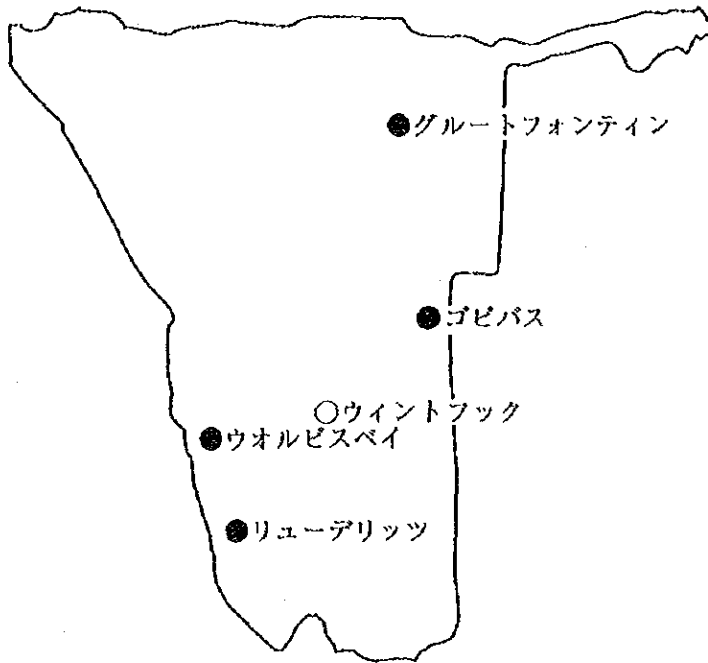 グルートフォンティン
ゴビバス
ウィントフック
ウオルビスベイ
リューデリッツ